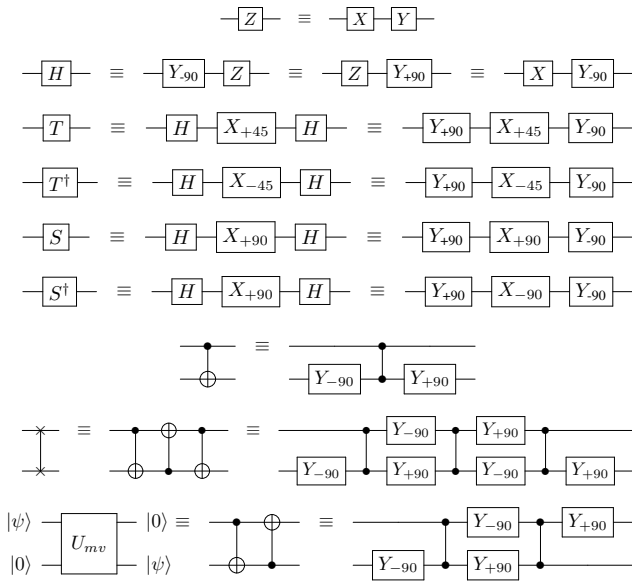 Z ≡ X Y
H ≡ Y-90 Z ≡ Z Y+90 ≡ X Y-90
T ≡ H X+45 H ≡ Y+90 X+45 Y-90
T† ≡ H X−45 H ≡ Y+90 X−45 Y-90
S ≡ H X+90 H ≡ Y+90 X+90 Y-90
S† ≡ H X+90 H ≡ Y+90 X−90 Y-90
≡ Y−90 Y+90
≡ ≡ Y−90 Y+90
Y−90 Y+90 Y−90 Y+90
|ψ⟩ Umv |0⟩ ≡ ≡ Y−90 Y+90
|0⟩ |ψ⟩ Y−90 Y+90